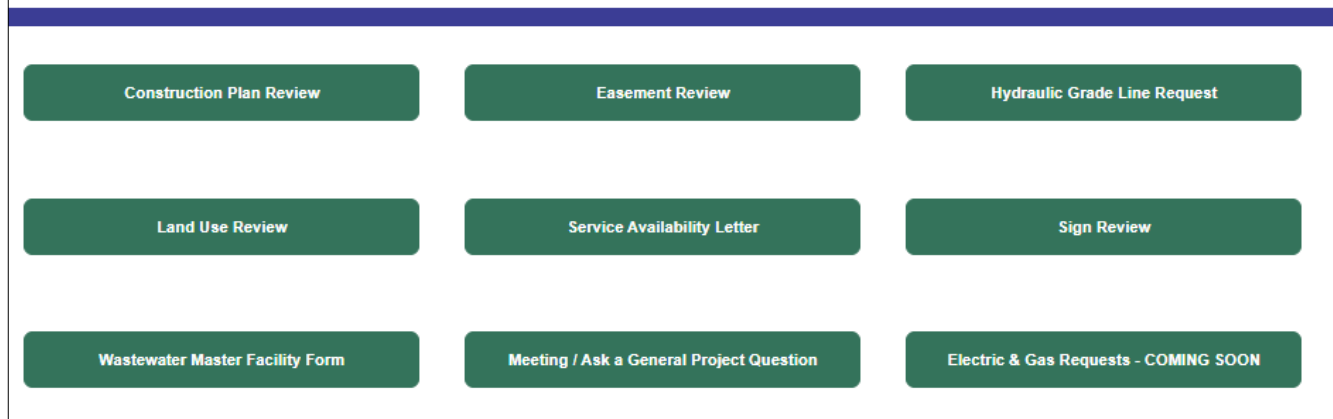 Construction Plan Review
Easement Review
Hydraulic Grade Line Request
Land Use Review
Service Availability Letter
Sign Review
Wastewater Master Facility Form
Meeting / Ask a General Project Question
Electric & Gas Requests - COMING SOON